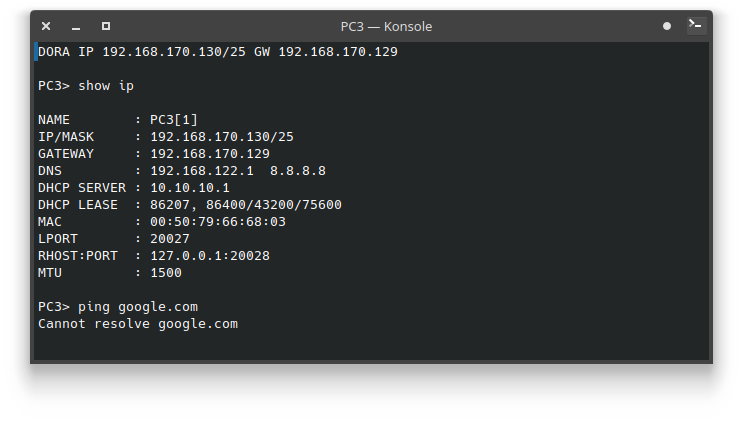 PC3 — Konsole
DORA IP 192.168.170.130/25 GW 192.168.170.129
PC3> show ip
NAME        : PC3[1]
IP/MASK     : 192.168.170.130/25
GATEWAY     : 192.168.170.129
DNS         : 192.168.122.1  8.8.8.8
DHCP SERVER : 10.10.10.1
DHCP LEASE  : 86207, 86400/43200/75600
MAC         : 00:50:79:66:68:03
LPORT       : 20027
RHOST:PORT  : 127.0.0.1:20028
MTU         : 1500
PC3> ping google.com
Cannot resolve google.com